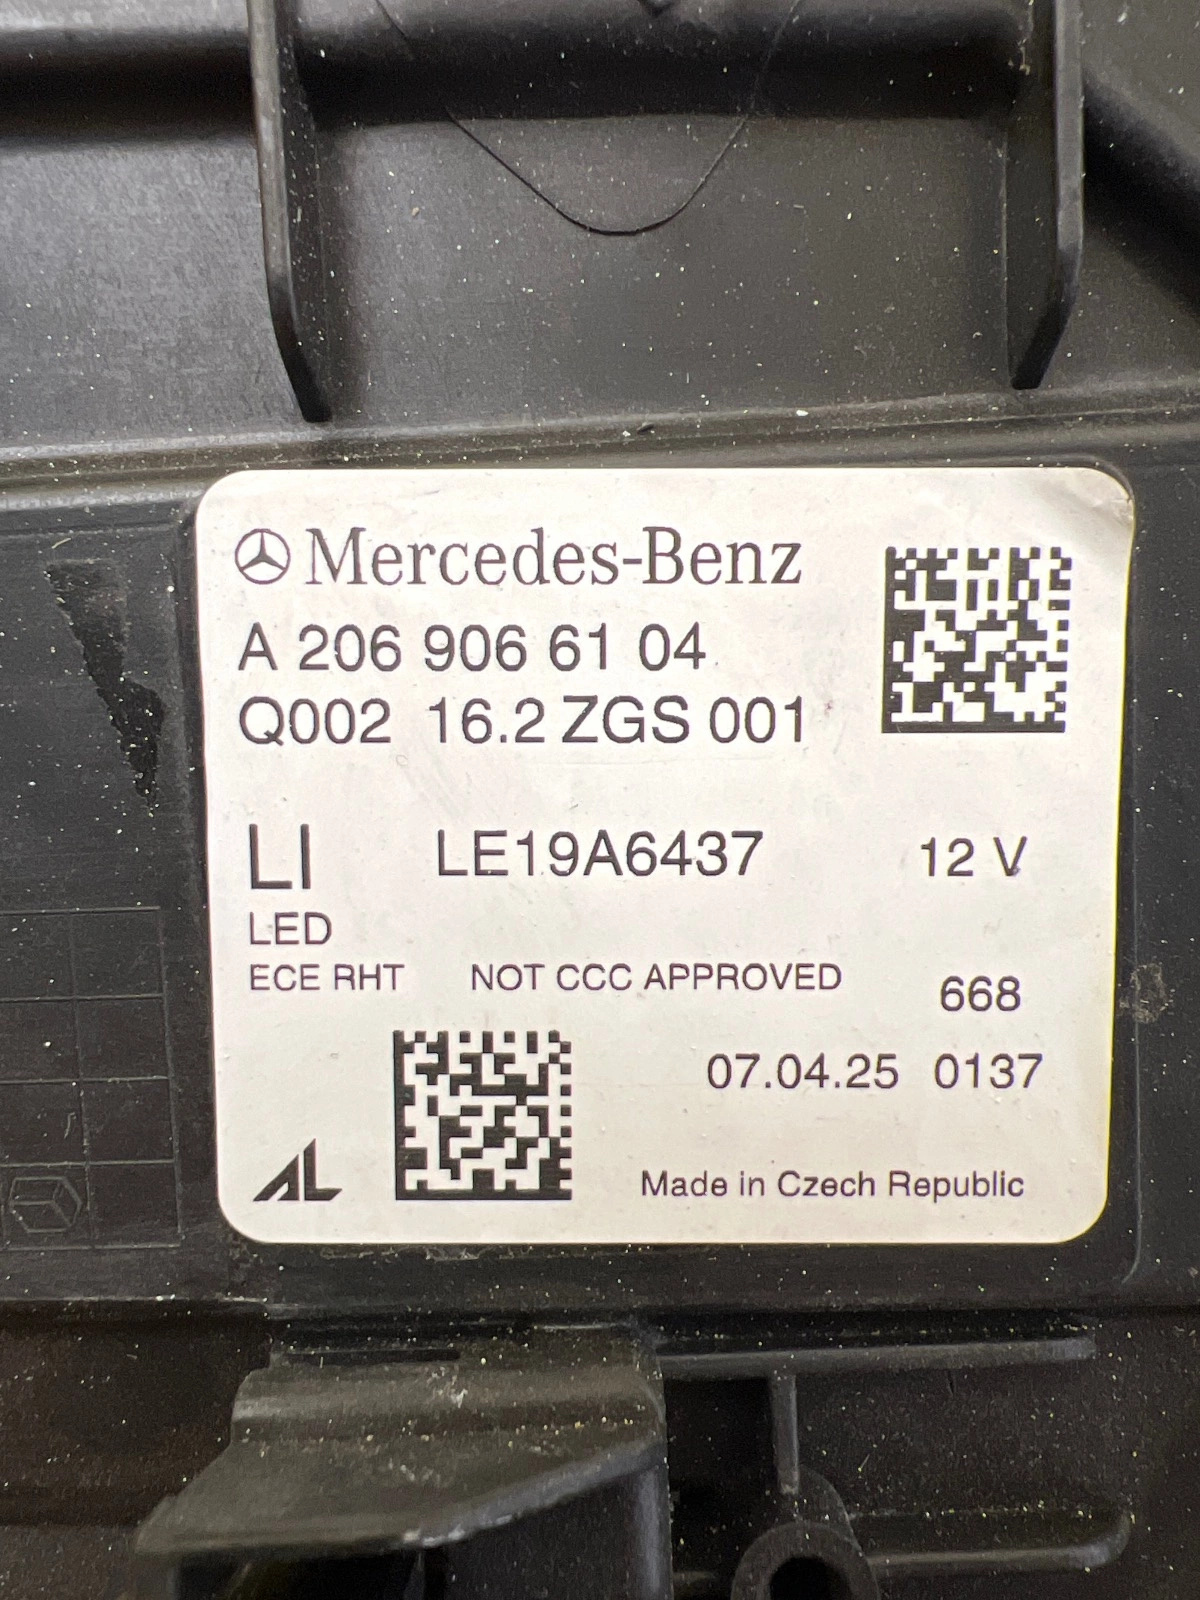 Mercedes-Benz
A 206 906 61 04
Q002 16.2 ZGS 001
LI LE19A6437 12 V
LED
ECE RHT NOT CCC APPROVED
668
07.04.25 0137
AL
Made in Czech Republic